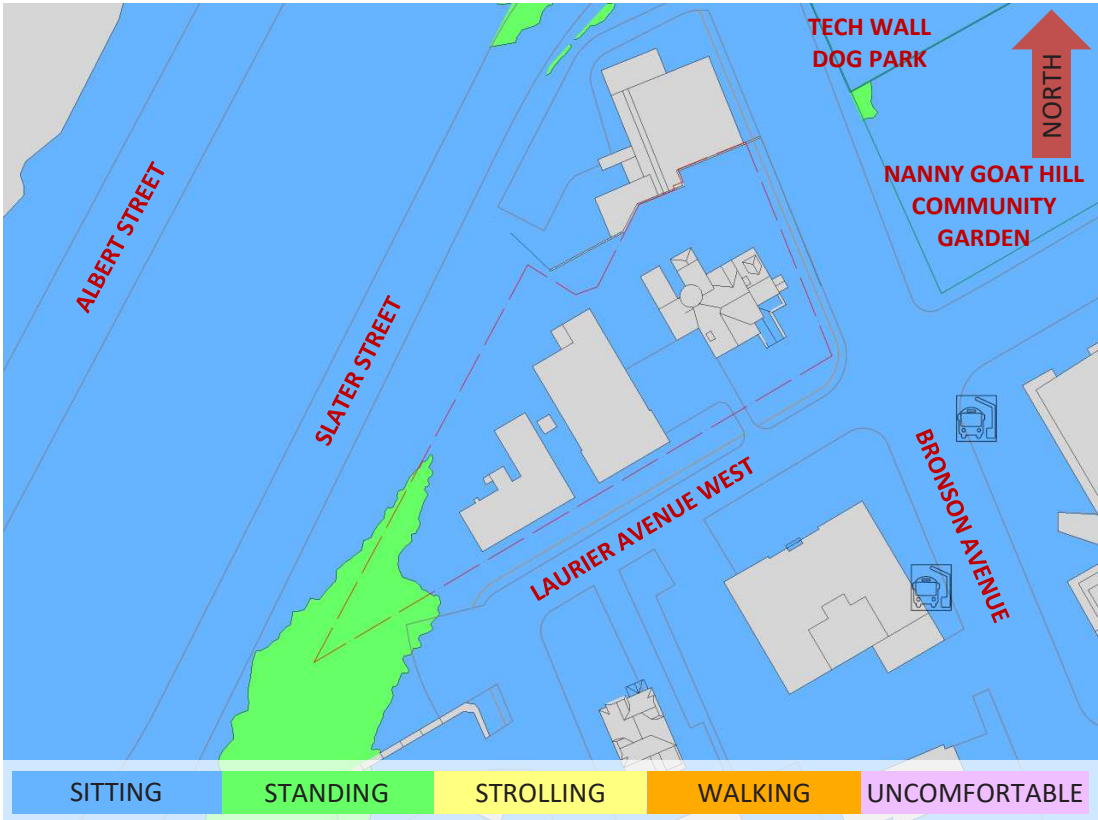 TECH WALL
DOG PARK
NORTH
NANNY GOAT HILL
COMMUNITY
GARDEN
ALBERT STREET
SLATER STREET
LAURIER AVENUE WEST
BRONSON AVENUE
SITTING
STANDING
STROLLING
WALKING
UNCOMFORTABLE